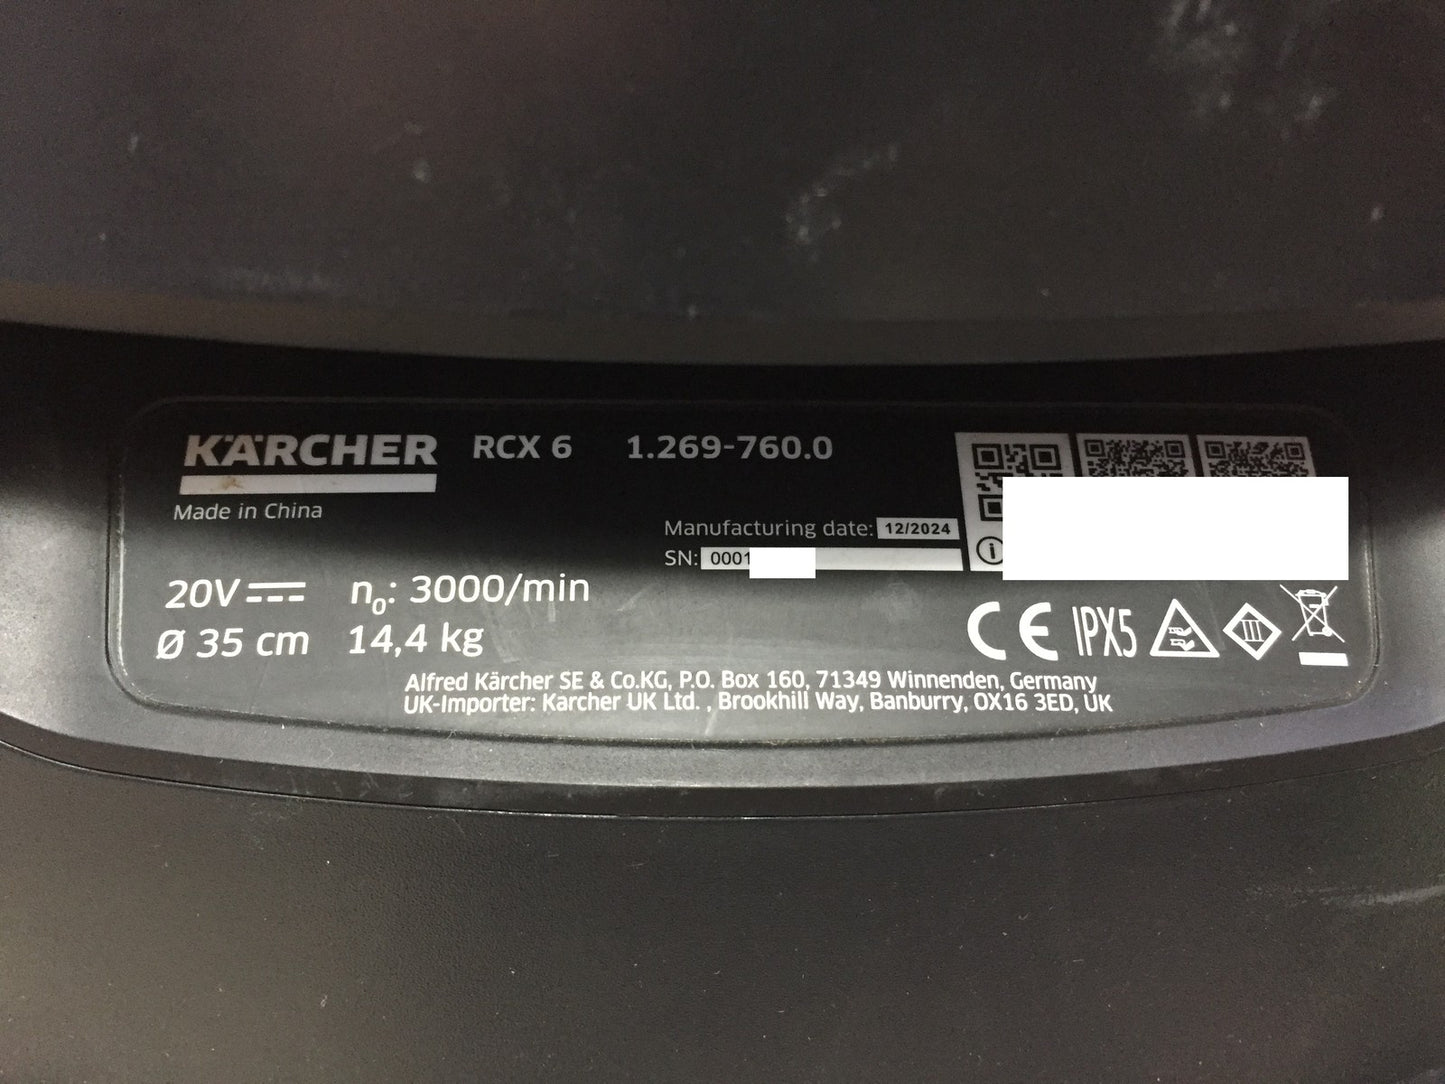 KÄRCHER RCX 6 1.269-760.0
Made in China
Manufacturing date: 12/2024
SN: 0001
20V n0: 3000/min
Ø 35 cm 14,4 kg
CE IPX5
III
Alfred Kärcher SE & Co.KG, P.O. Box 160, 71349 Winnenden, Germany
UK-Importer: Karcher UK Ltd. , Brookhill Way, Banburry, OX16 3ED, UK